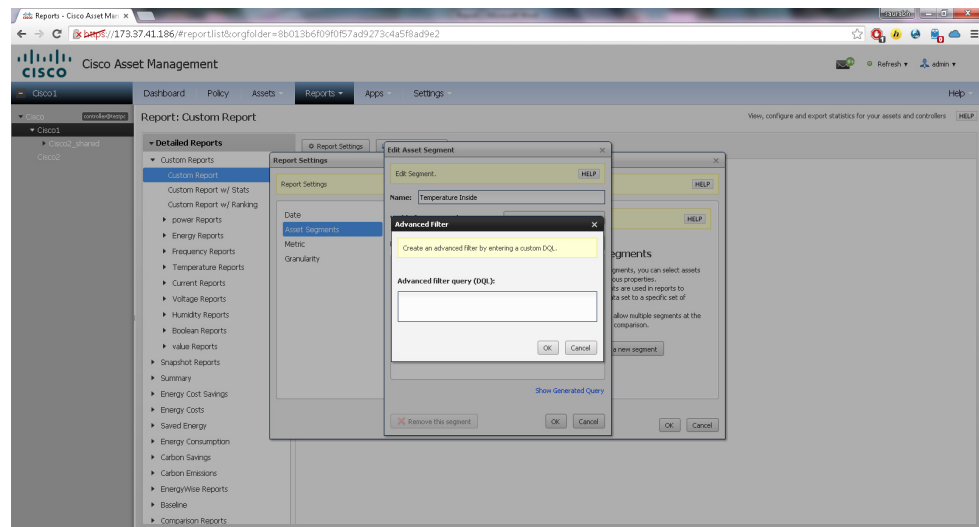 Reports - Cisco Asset Man
https://173.37.41.186/#report.list&iorgfolder=8b013b6f09f0f57ad9273c4a5f8ad9e2
CISCO
Cisco Asset Management
Refresh
admin
Cisco1
Dashboard
Policy
Assets
Reports
Apps
Settings
Help
Cisco
Cisco1
Cisco2_shared
Cisco2
Report: Custom Report
View, configure and export statistics for your assets and controllers
HELP
Detailed Reports
Custom Reports
Custom Report
Custom Report w/ Stats
Custom Report w/ Ranking
power Reports
Energy Reports
Frequency Reports
Temperature Reports
Current Reports
Voltage Reports
Humidity Reports
Boolean Reports
value Reports
Snapshot Reports
Summary
Energy Cost Savings
Energy Costs
Saved Energy
Energy Consumption
Carbon Savings
Carbon Emissions
EnergyWise Reports
Baseline
Comparison Reports
Report Settings
Report Settings
Report Settings
HELP
Date
Asset Segments
Metric
Granularity
HELP
egments
gments, you can select assets
ous properties.
ts are used in reports to
ta set to a specific set of
allow multiple segments at the
comparison.
a new segment
OK
Cancel
Edit Asset Segment
Edit Segment.
HELP
Name:
Temperature Inside
Show Generated Query
Remove this segment
OK
Cancel
Advanced Filter
Create an advanced filter by entering a custom DQL.
Advanced filter query (DQL):
OK
Cancel